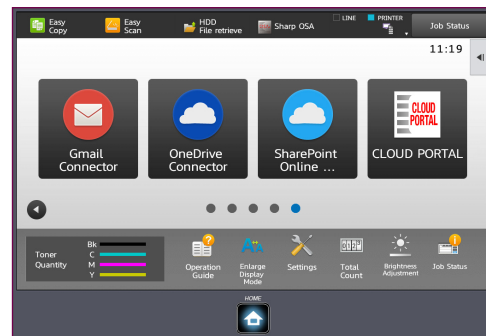 Easy
Copy
Easy
Scan
HDD
File retrieve
Sharp OSA
LINE
PRINTER
Job Status
11:19
Gmail
Connector
OneDrive
Connector
SharePoint
Online ...
CLOUD
PORTAL
CLOUD PORTAL
Toner
Quantity
Bk
C
M
Y
Operation
Guide
Enlarge
Display
Mode
Settings
Total
Count
Brightness
Adjustment
Job Status
HOME